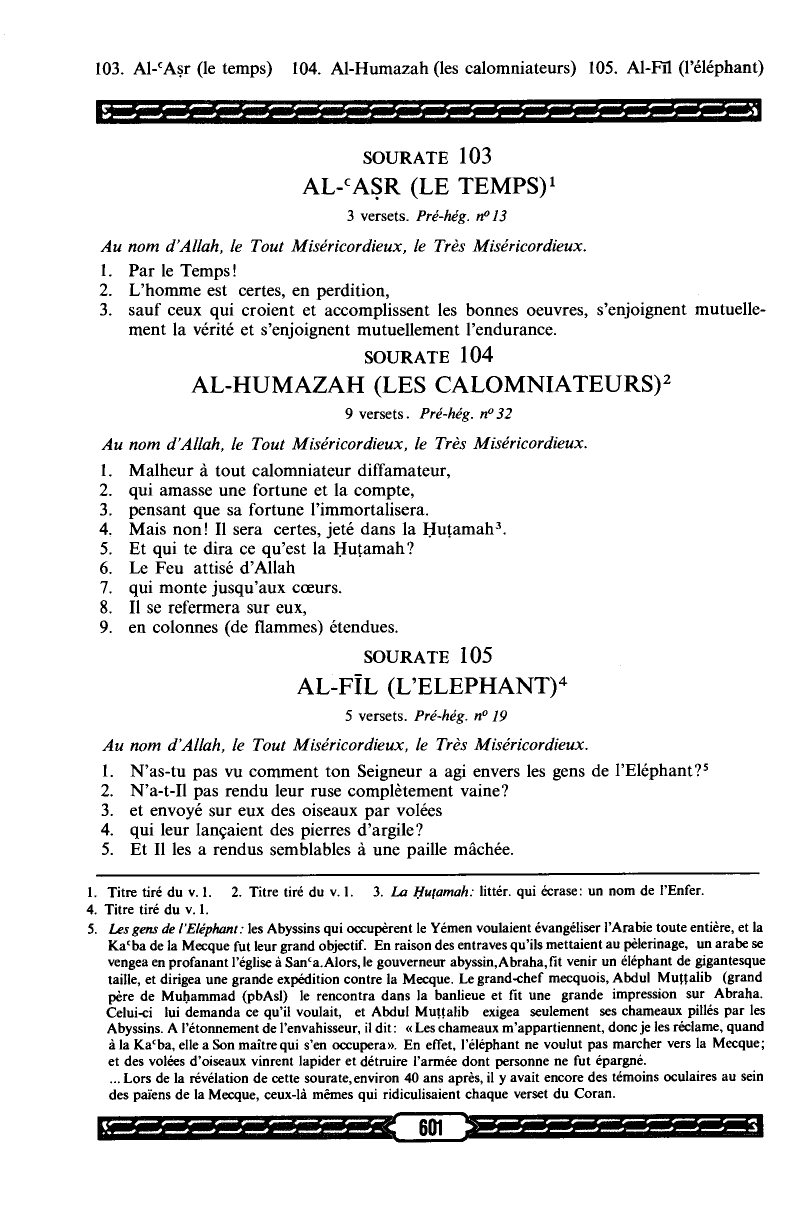 103. Al-ʿAṣr (le temps) 104. Al-Humazah (les calomniateurs) 105. Al-Fīl (l'éléphant)
SOURATE 103
AL-ʿAṢR (LE TEMPS)¹
3 versets. Pré-hég. nº 13
Au nom d'Allah, le Tout Miséricordieux, le Très Miséricordieux.
1. Par le Temps!
2. L'homme est certes, en perdition,
3. sauf ceux qui croient et accomplissent les bonnes oeuvres, s'enjoignent mutuelle-
ment la vérité et s'enjoignent mutuellement l'endurance.
SOURATE 104
AL-HUMAZAH (LES CALOMNIATEURS)²
9 versets. Pré-hég. nº 32
Au nom d'Allah, le Tout Miséricordieux, le Très Miséricordieux.
1. Malheur à tout calomniateur diffamateur,
2. qui amasse une fortune et la compte,
3. pensant que sa fortune l'immortalisera.
4. Mais non! Il sera certes, jeté dans la Ḥuṭamah³.
5. Et qui te dira ce qu'est la Ḥuṭamah?
6. Le Feu attisé d'Allah
7. qui monte jusqu'aux cœurs.
8. Il se refermera sur eux,
9. en colonnes (de flammes) étendues.
SOURATE 105
AL-FĪL (L'ELEPHANT)⁴
5 versets. Pré-hég. nº 19
Au nom d'Allah, le Tout Miséricordieux, le Très Miséricordieux.
1. N'as-tu pas vu comment ton Seigneur a agi envers les gens de l'Eléphant?⁵
2. N'a-t-Il pas rendu leur ruse complètement vaine?
3. et envoyé sur eux des oiseaux par volées
4. qui leur lançaient des pierres d'argile?
5. Et Il les a rendus semblables à une paille mâchée.
1. Titre tiré du v. 1. 2. Titre tiré du v. 1. 3. La Ḥuṭamah: littér. qui écrase: un nom de l'Enfer.
4. Titre tiré du v. 1.
5. Les gens de l'Eléphant: les Abyssins qui occupèrent le Yémen voulaient évangéliser l'Arabie toute entière, et la
Kaʿba de la Mecque fut leur grand objectif. En raison des entraves qu'ils mettaient au pèlerinage, un arabe se
vengea en profanant l'église à Sanʿa. Alors, le gouverneur abyssin, Abraha, fit venir un éléphant de gigantesque
taille, et dirigea une grande expédition contre la Mecque. Le grand-chef mecquois, Abdul Muṭṭalib (grand
père de Muḥammad (pbAsl) le rencontra dans la banlieue et fit une grande impression sur Abraha.
Celui-ci lui demanda ce qu'il voulait, et Abdul Muṭṭalib exigea seulement ses chameaux pillés par les
Abyssins. A l'étonnement de l'envahisseur, il dit: «Les chameaux m'appartiennent, donc je les réclame, quand
à la Kaʿba, elle a Son maître qui s'en occupera». En effet, l'éléphant ne voulut pas marcher vers la Mecque;
et des volées d'oiseaux vinrent lapider et détruire l'armée dont personne ne fut épargné.
... Lors de la révélation de cette sourate, environ 40 ans après, il y avait encore des témoins oculaires au sein
des païens de la Mecque, ceux-là mêmes qui ridiculisaient chaque verset du Coran.
601